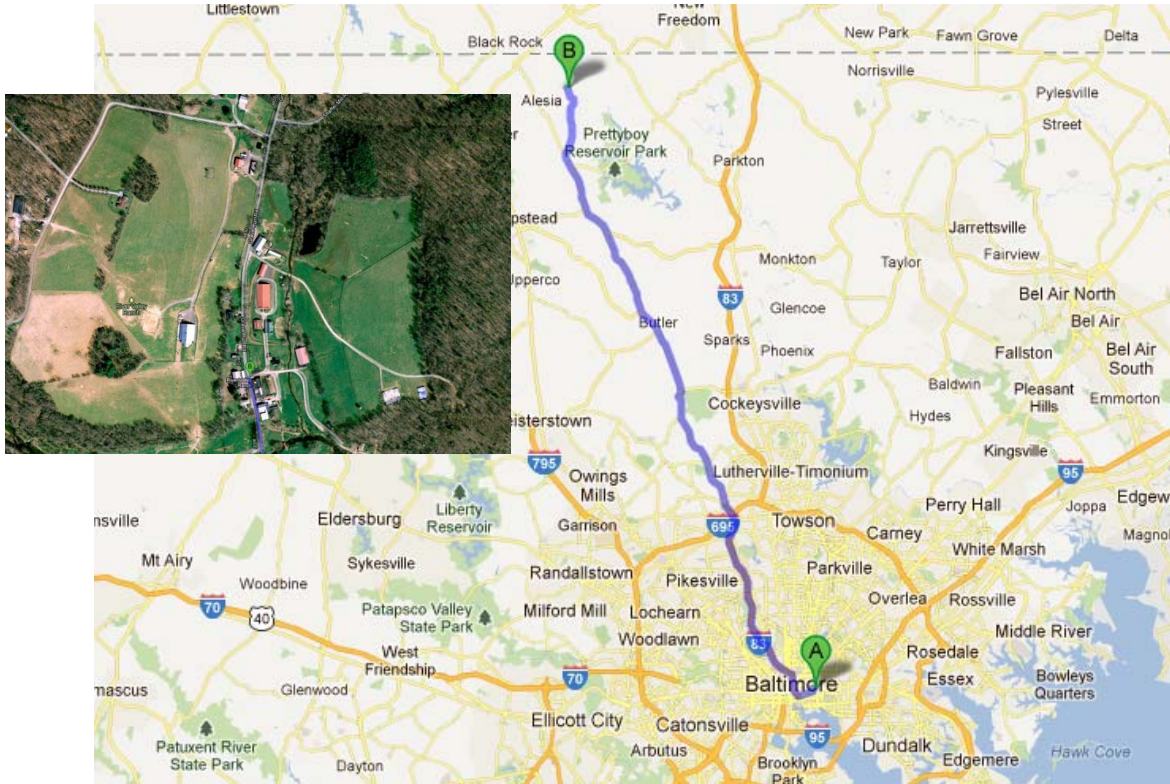 Littlestown
New
Freedom
Black Rock
B
New Park
Fawn Grove
Delta
Norrisville
Alesia
Pylesville
Street
Prettyboy
Reservoir Park
Parkton
pstead
Jarrettsville
Fairview
Monkton
Taylor
Upperco
83
Glencoe
Bel Air North
Butler
Bel Air
Sparks
Phoenix
Fallston
Bel Air
South
Baldwin
Pleasant
Hills
Emmorton
Cockeysville
Hydes
eisterstown
Kingsville
795
Owings
Mills
Lutherville-Timonium
95
Liberty
Reservoir
Perry Hall
Joppa
Edgew
nsville
Eldersburg
Garrison
695
Towson
Carney
Magnol
White Marsh
Mt Airy
Sykesville
Woodbine
Randallstown
Pikesville
Parkville
70
40
Patapsco Valley
State Park
Milford Mill
Lochearn
Overlea
Rossville
Woodlawn
83
A
Middle River
West
Friendship
Rosedale
Essex
Bowleys
Quarters
mascus
Glenwood
70
Baltimore
Ellicott City
Catonsville
95
Dundalk
Hawk Cove
Patuxent River
State Park
Dayton
Arbutus
Brooklyn
Park
Edgemere